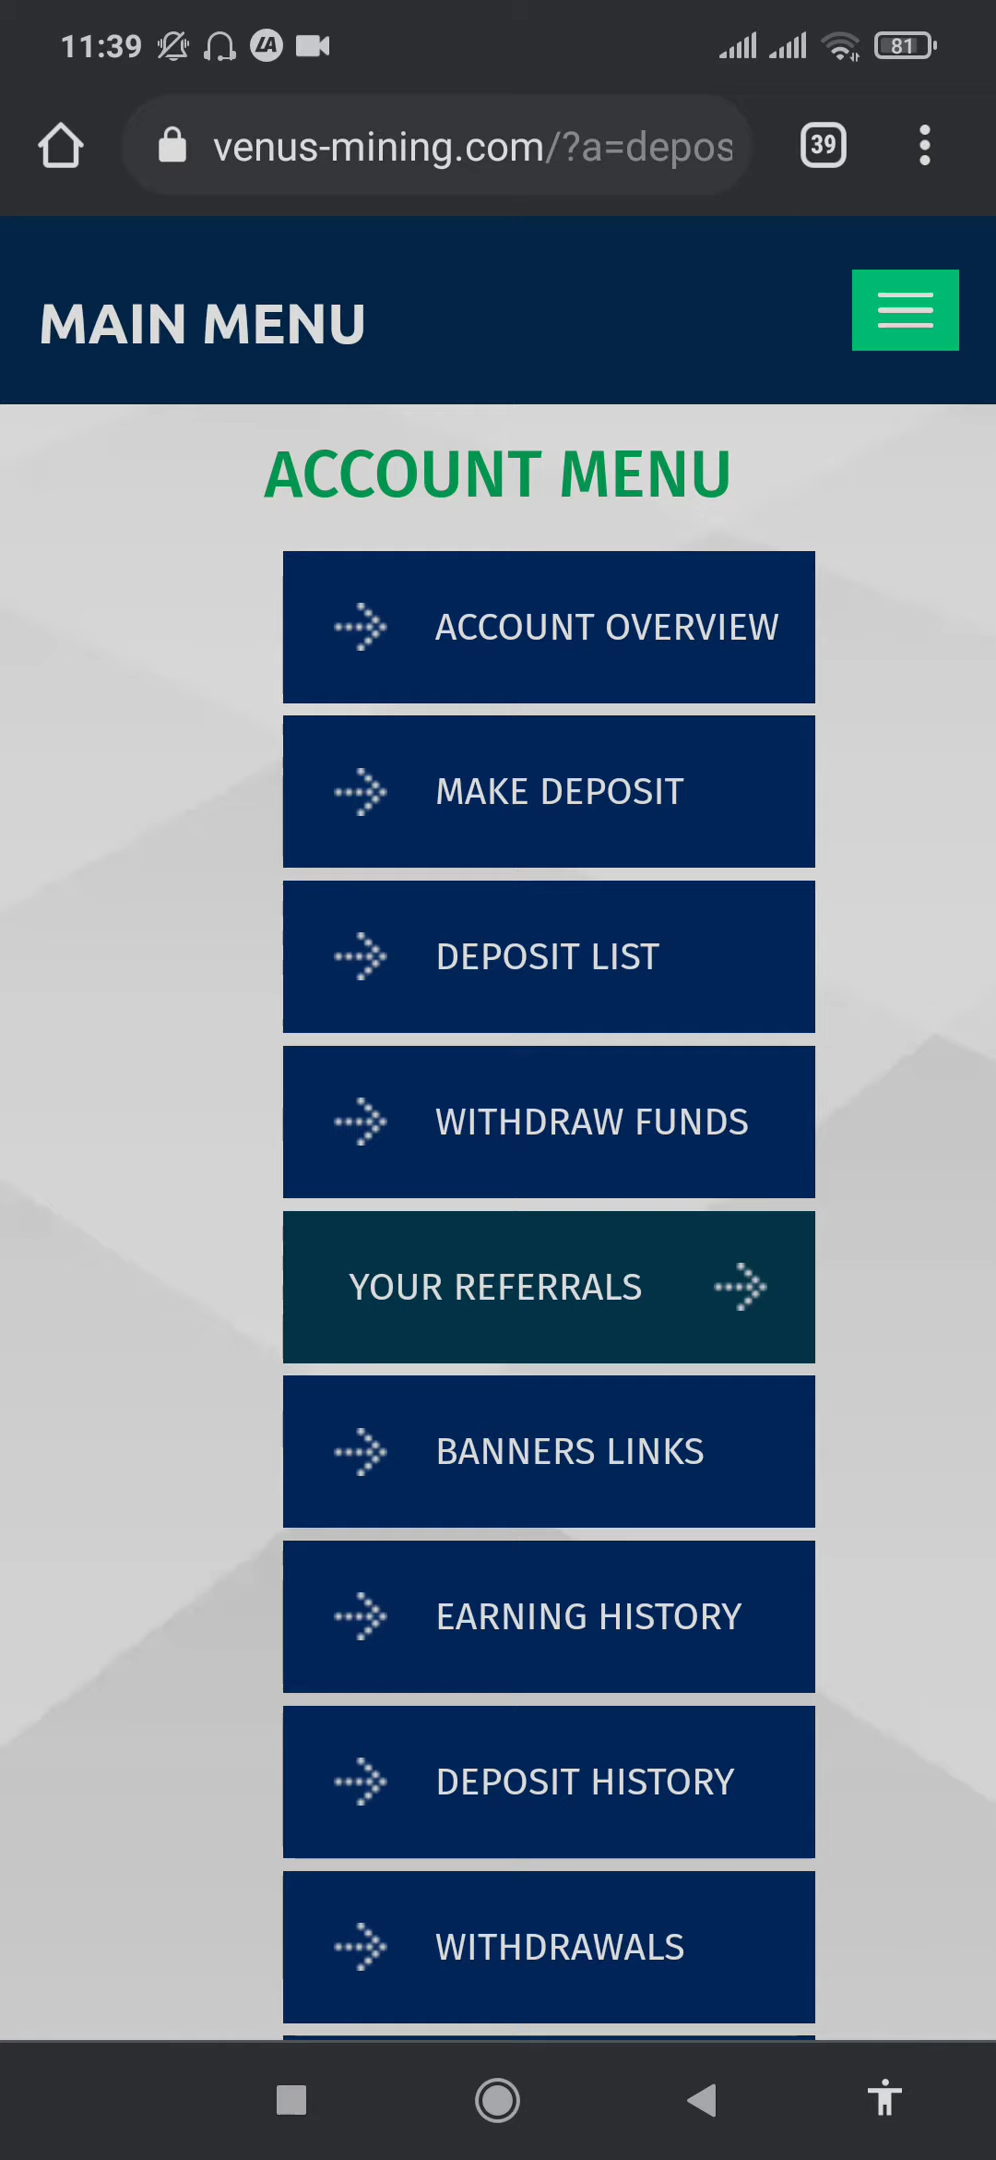 11:39 LA 81
venus-mining.com/?a=depos 39
MAIN MENU
ACCOUNT MENU
ACCOUNT OVERVIEW
MAKE DEPOSIT
DEPOSIT LIST
WITHDRAW FUNDS
YOUR REFERRALS
BANNERS LINKS
EARNING HISTORY
DEPOSIT HISTORY
WITHDRAWALS